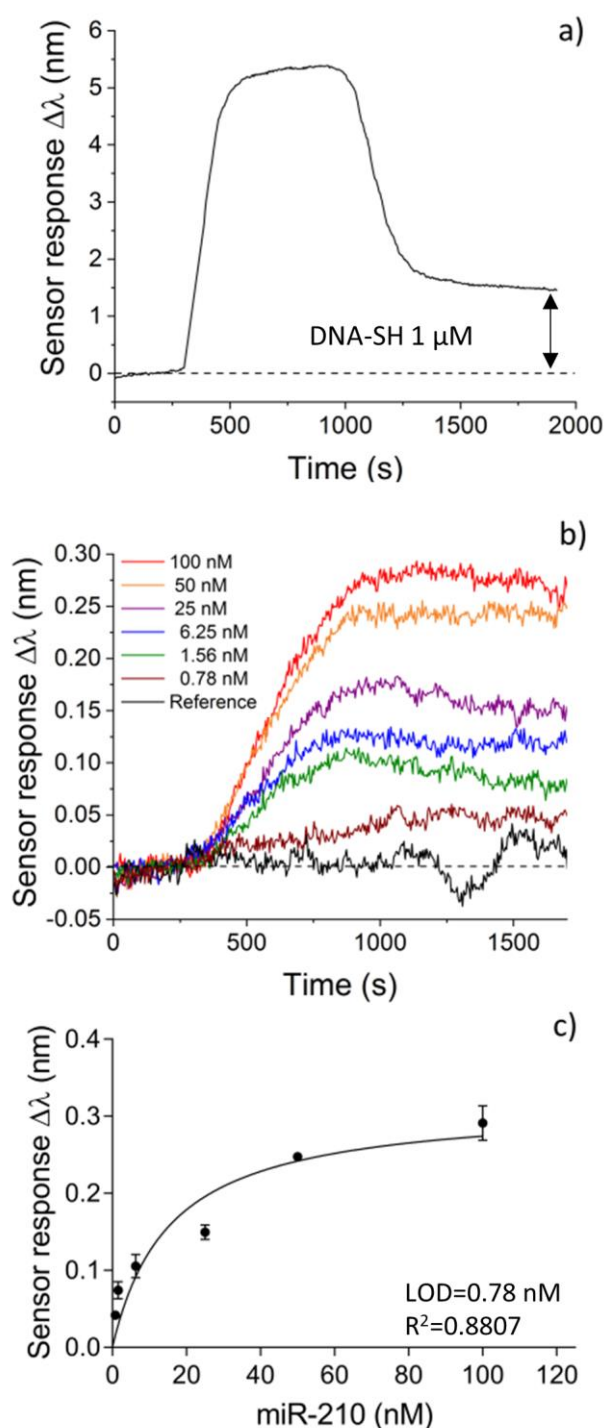 a)
Sensor response Δλ (nm)
6
5
4
3
2
1
0
DNA-SH 1 µM
0 500 1000 1500 2000
Time (s)
b)
Sensor response Δλ (nm)
0.30
0.25
0.20
0.15
0.10
0.05
0.00
-0.05
100 nM
50 nM
25 nM
6.25 nM
1.56 nM
0.78 nM
Reference
0 500 1000 1500
Time (s)
c)
Sensor response Δλ (nm)
0.4
0.3
0.2
0.1
0.0
LOD=0.78 nM
R²=0.8807
0 20 40 60 80 100 120
miR-210 (nM)